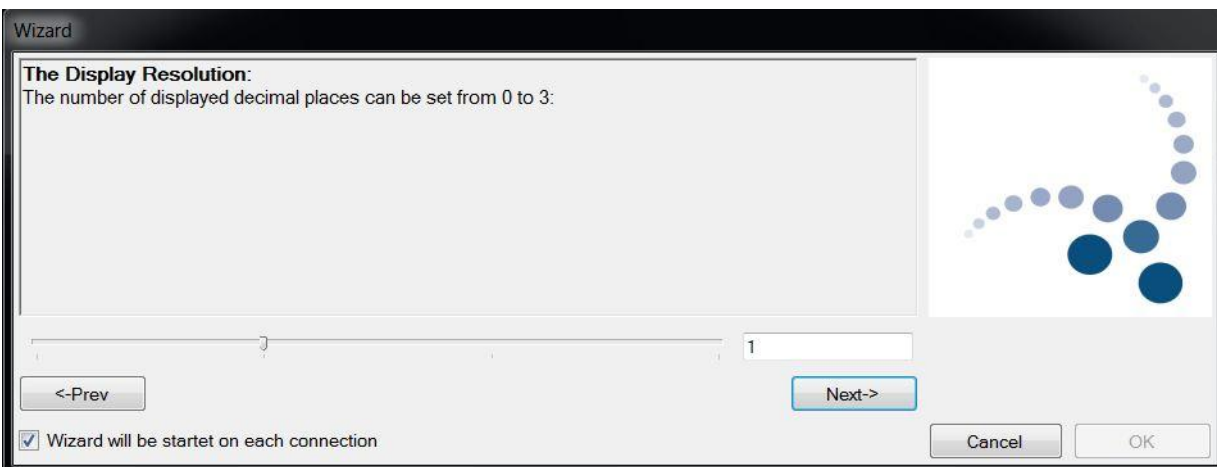 Wizard
The Display Resolution:
The number of displayed decimal places can be set from 0 to 3:
1
<-Prev
Next->
Wizard will be startet on each connection
Cancel
OK